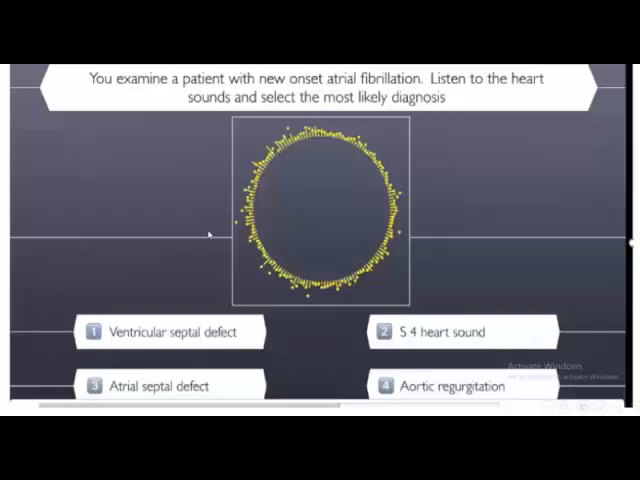 You examine a patient with new onset atrial fibrillation. Listen to the heart
sounds and select the most likely diagnosis
1 Ventricular septal defect
2 S 4 heart sound
3 Atrial septal defect
4 Aortic regurgitation
Activate Windows